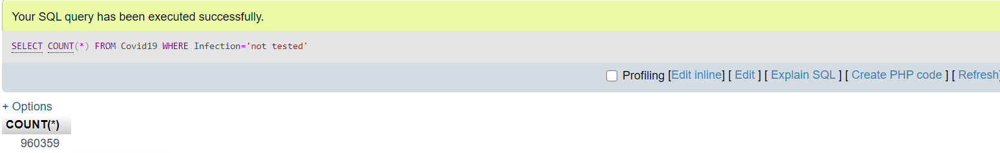 Your SQL query has been executed successfully.
SELECT COUNT(*) FROM Covid19 WHERE Infection='not tested'
Profiling [Edit inline] [ Edit ] [ Explain SQL ] [ Create PHP code ] [ Refresh]
+ Options
COUNT(*)
960359